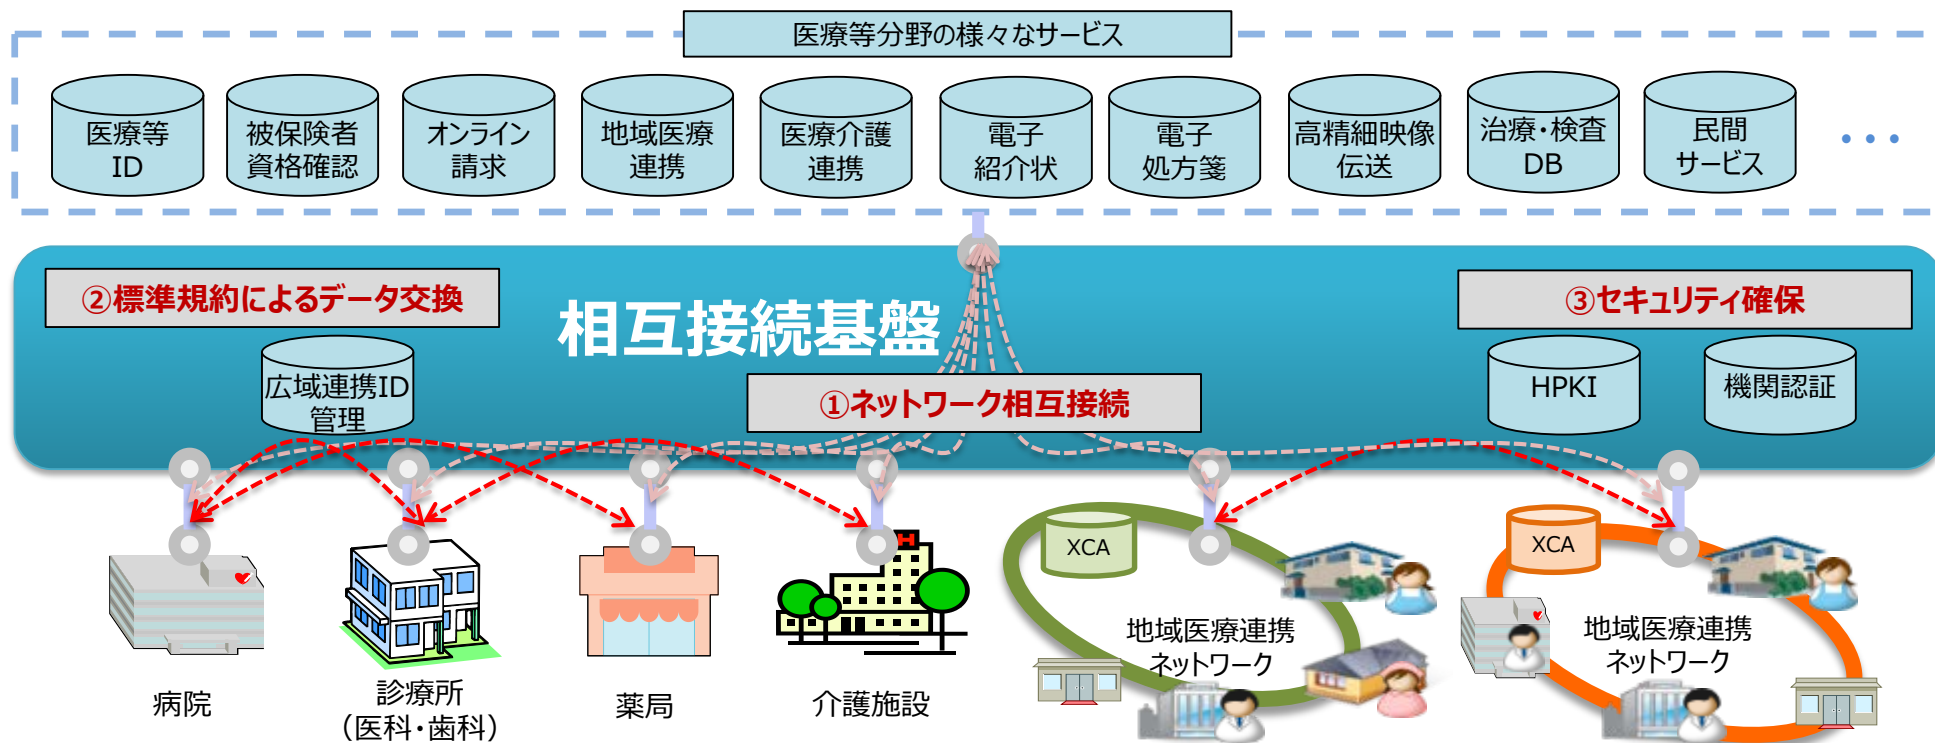 医療等分野の様々なサービス
医療等
ID
被保険者
資格確認
オンライン
請求
地域医療
連携
医療介護
連携
電子
紹介状
電子
処方箋
高精細映像
伝送
治療・検査
DB
民間
サービス
・・・
②標準規約によるデータ交換
相互接続基盤
③セキュリティ確保
広域連携ID
管理
①ネットワーク相互接続
HPKI
機関認証
H
XCA
XCA
地域医療連携
ネットワーク
地域医療連携
ネットワーク
病院
診療所
（医科・歯科）
薬局
介護施設